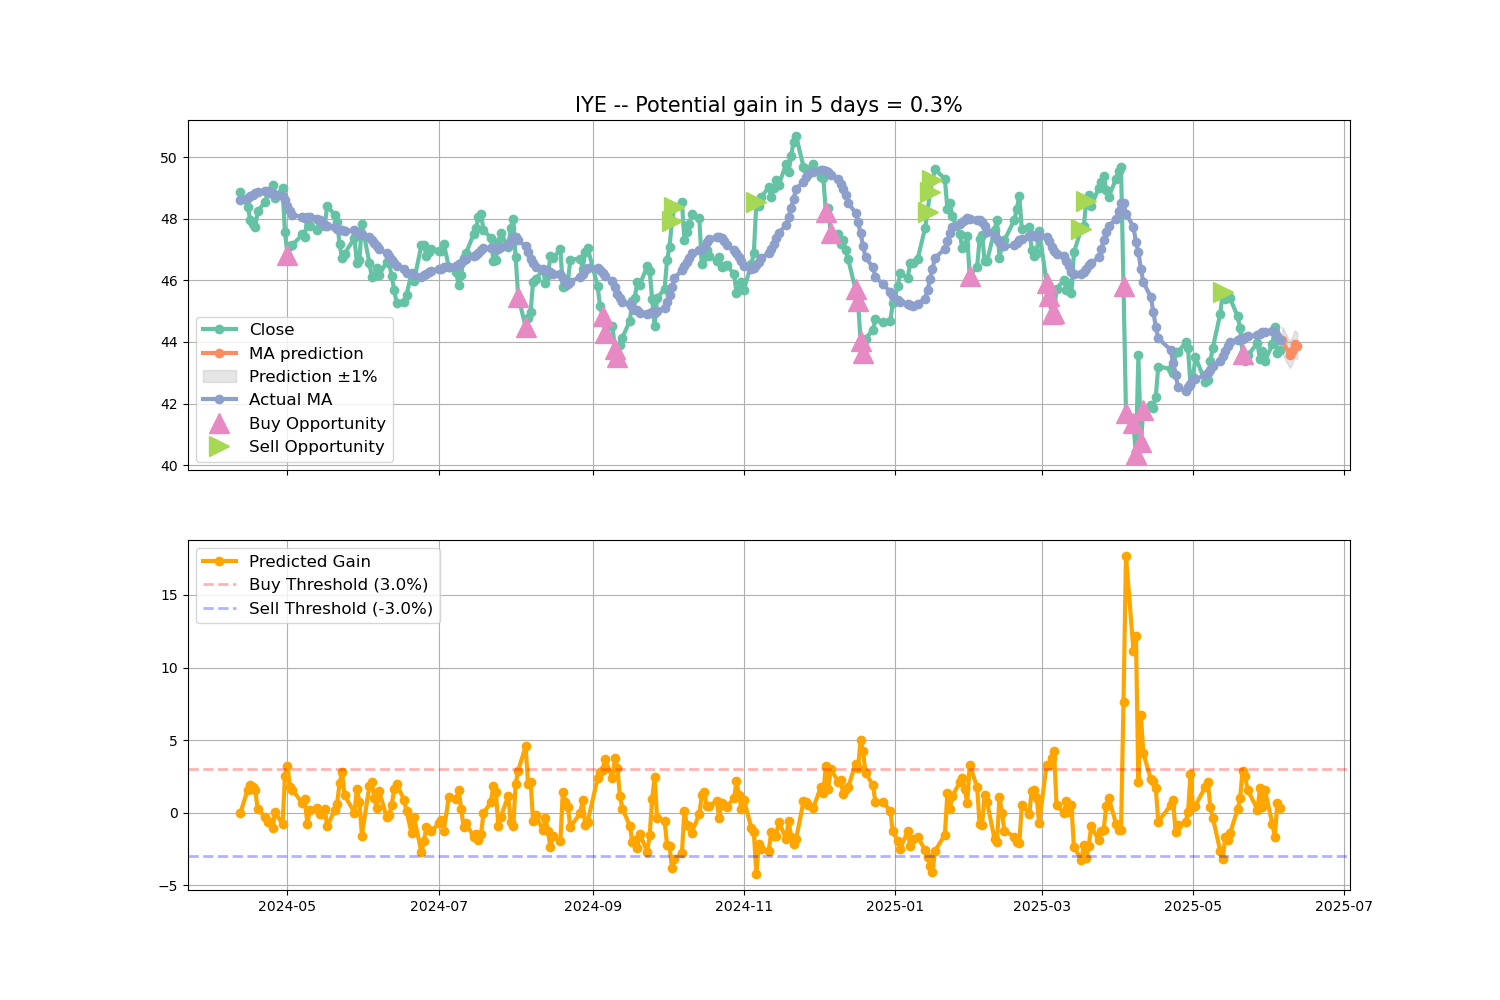 IYE -- Potential gain in 5 days = 0.3%
50
48
46
44
42
40
Close
MA prediction
Prediction ±1%
Actual MA
Buy Opportunity
Sell Opportunity
15
10
5
0
−5
Predicted Gain
Buy Threshold (3.0%)
Sell Threshold (-3.0%)
2024-05
2024-07
2024-09
2024-11
2025-01
2025-03
2025-05
2025-07